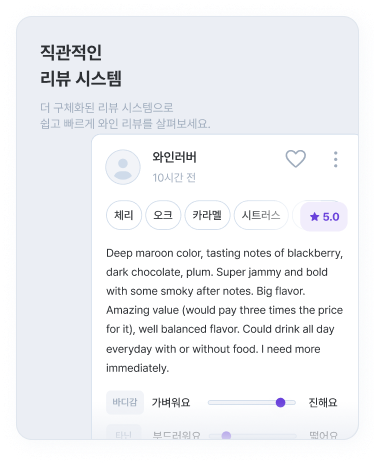 직관적인
리뷰 시스템
더 구체화된 리뷰 시스템으로
쉽고 빠르게 와인 리뷰를 살펴보세요.
와인러버
10시간 전
체리 오크 카라멜 시트러스 ★ 5.0
Deep maroon color, tasting notes of blackberry,
dark chocolate, plum. Super jammy and bold
with some smoky after notes. Big flavor.
Amazing value (would pay three times the price
for it), well balanced flavor. Could drink all day
everyday with or without food. I need more
immediately.
바디감 가벼워요 진해요
타닌 부드러워요 떫어요